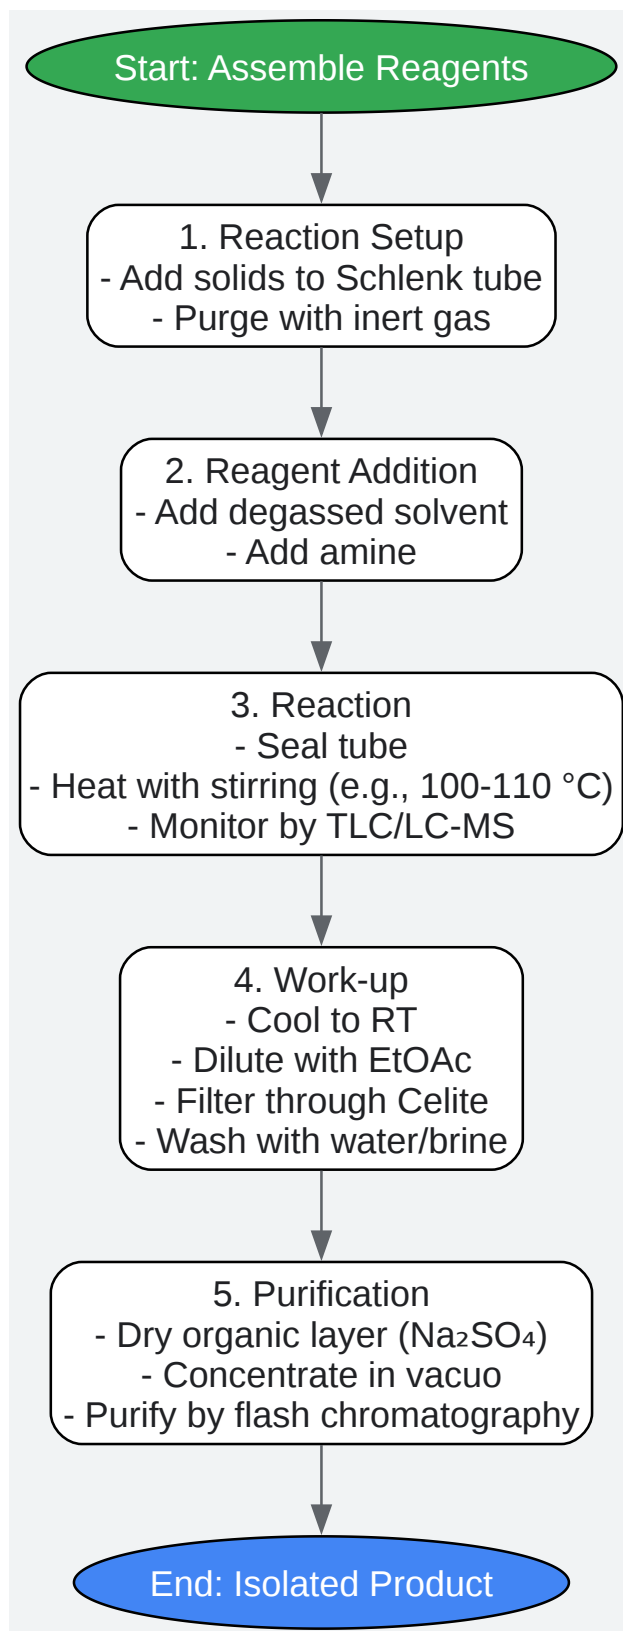 Start: Assemble Reagents
1. Reaction Setup
- Add solids to Schlenk tube
- Purge with inert gas
2. Reagent Addition
- Add degassed solvent
- Add amine
3. Reaction
- Seal tube
- Heat with stirring (e.g., 100-110 °C)
- Monitor by TLC/LC-MS
4. Work-up
- Cool to RT
- Dilute with EtOAc
- Filter through Celite
- Wash with water/brine
5. Purification
- Dry organic layer (Na₂SO₄)
- Concentrate in vacuo
- Purify by flash chromatography
End: Isolated Product